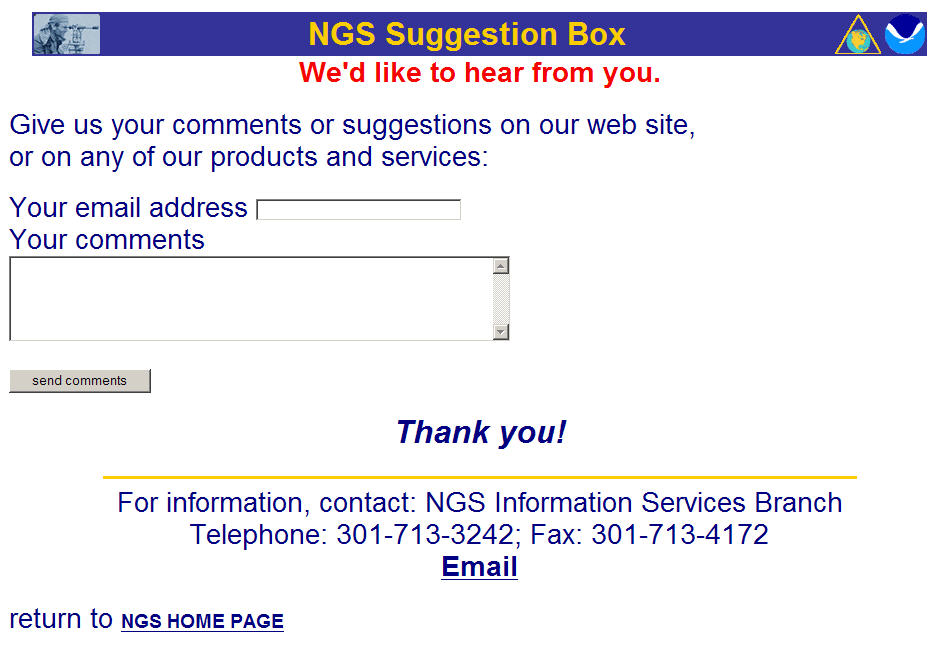 NGS Suggestion Box
We'd like to hear from you.
Give us your comments or suggestions on our web site,
or on any of our products and services:
Your email address
Your comments
send comments
Thank you!
For information, contact: NGS Information Services Branch
Telephone: 301-713-3242; Fax: 301-713-4172
Email
return to NGS HOME PAGE